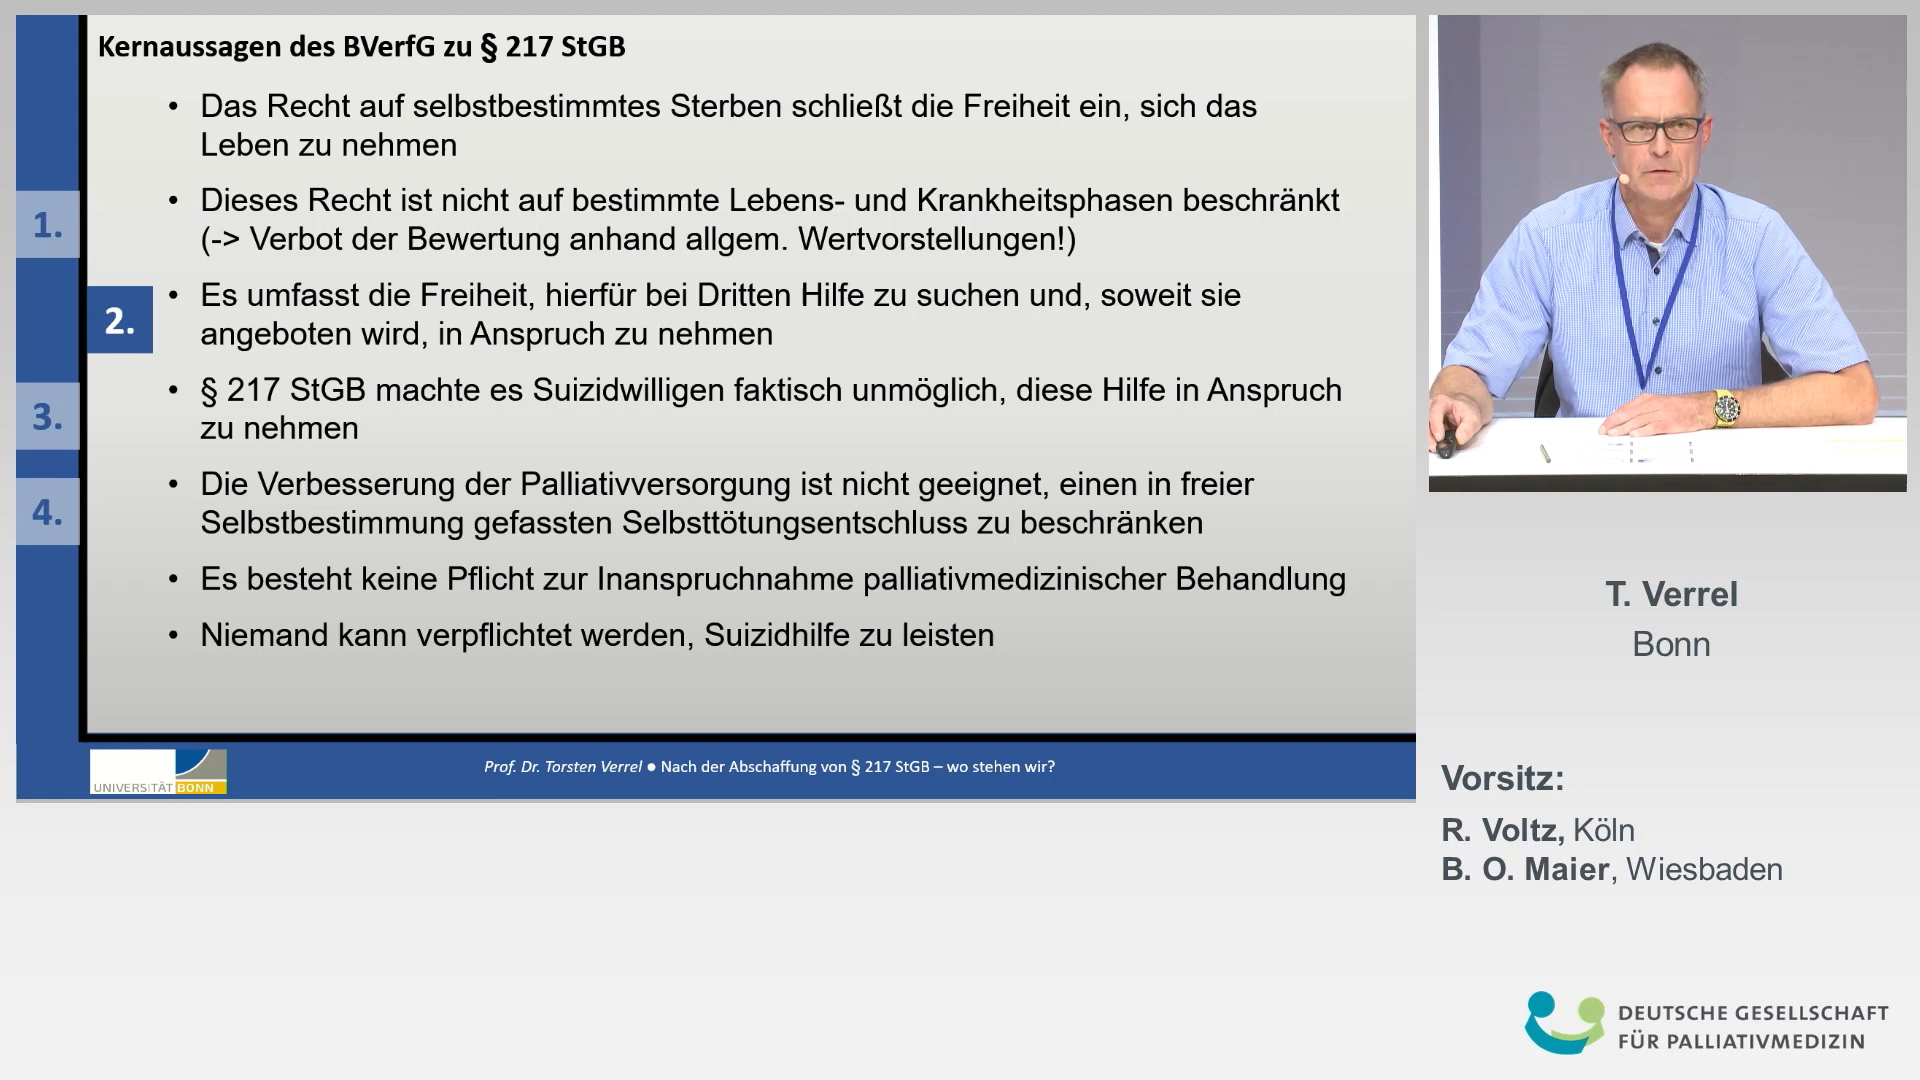 Kernaussagen des BVerfG zu § 217 StGB
• Das Recht auf selbstbestimmtes Sterben schließt die Freiheit ein, sich das
Leben zu nehmen
• Dieses Recht ist nicht auf bestimmte Lebens- und Krankheitsphasen beschränkt
(-> Verbot der Bewertung anhand allgem. Wertvorstellungen!)
• Es umfasst die Freiheit, hierfür bei Dritten Hilfe zu suchen und, soweit sie
angeboten wird, in Anspruch zu nehmen
• § 217 StGB machte es Suizidwilligen faktisch unmöglich, diese Hilfe in Anspruch
zu nehmen
• Die Verbesserung der Palliativversorgung ist nicht geeignet, einen in freier
Selbstbestimmung gefassten Selbsttötungsentschluss zu beschränken
• Es besteht keine Pflicht zur Inanspruchnahme palliativmedizinischer Behandlung
• Niemand kann verpflichtet werden, Suizidhilfe zu leisten
1.
2.
3.
4.
UNIVERSITÄT BONN
Prof. Dr. Torsten Verrel ● Nach der Abschaffung von § 217 StGB – wo stehen wir?
T. Verrel
Bonn
Vorsitz:
R. Voltz, Köln
B. O. Maier, Wiesbaden
DEUTSCHE GESELLSCHAFT
FÜR PALLIATIVMEDIZIN